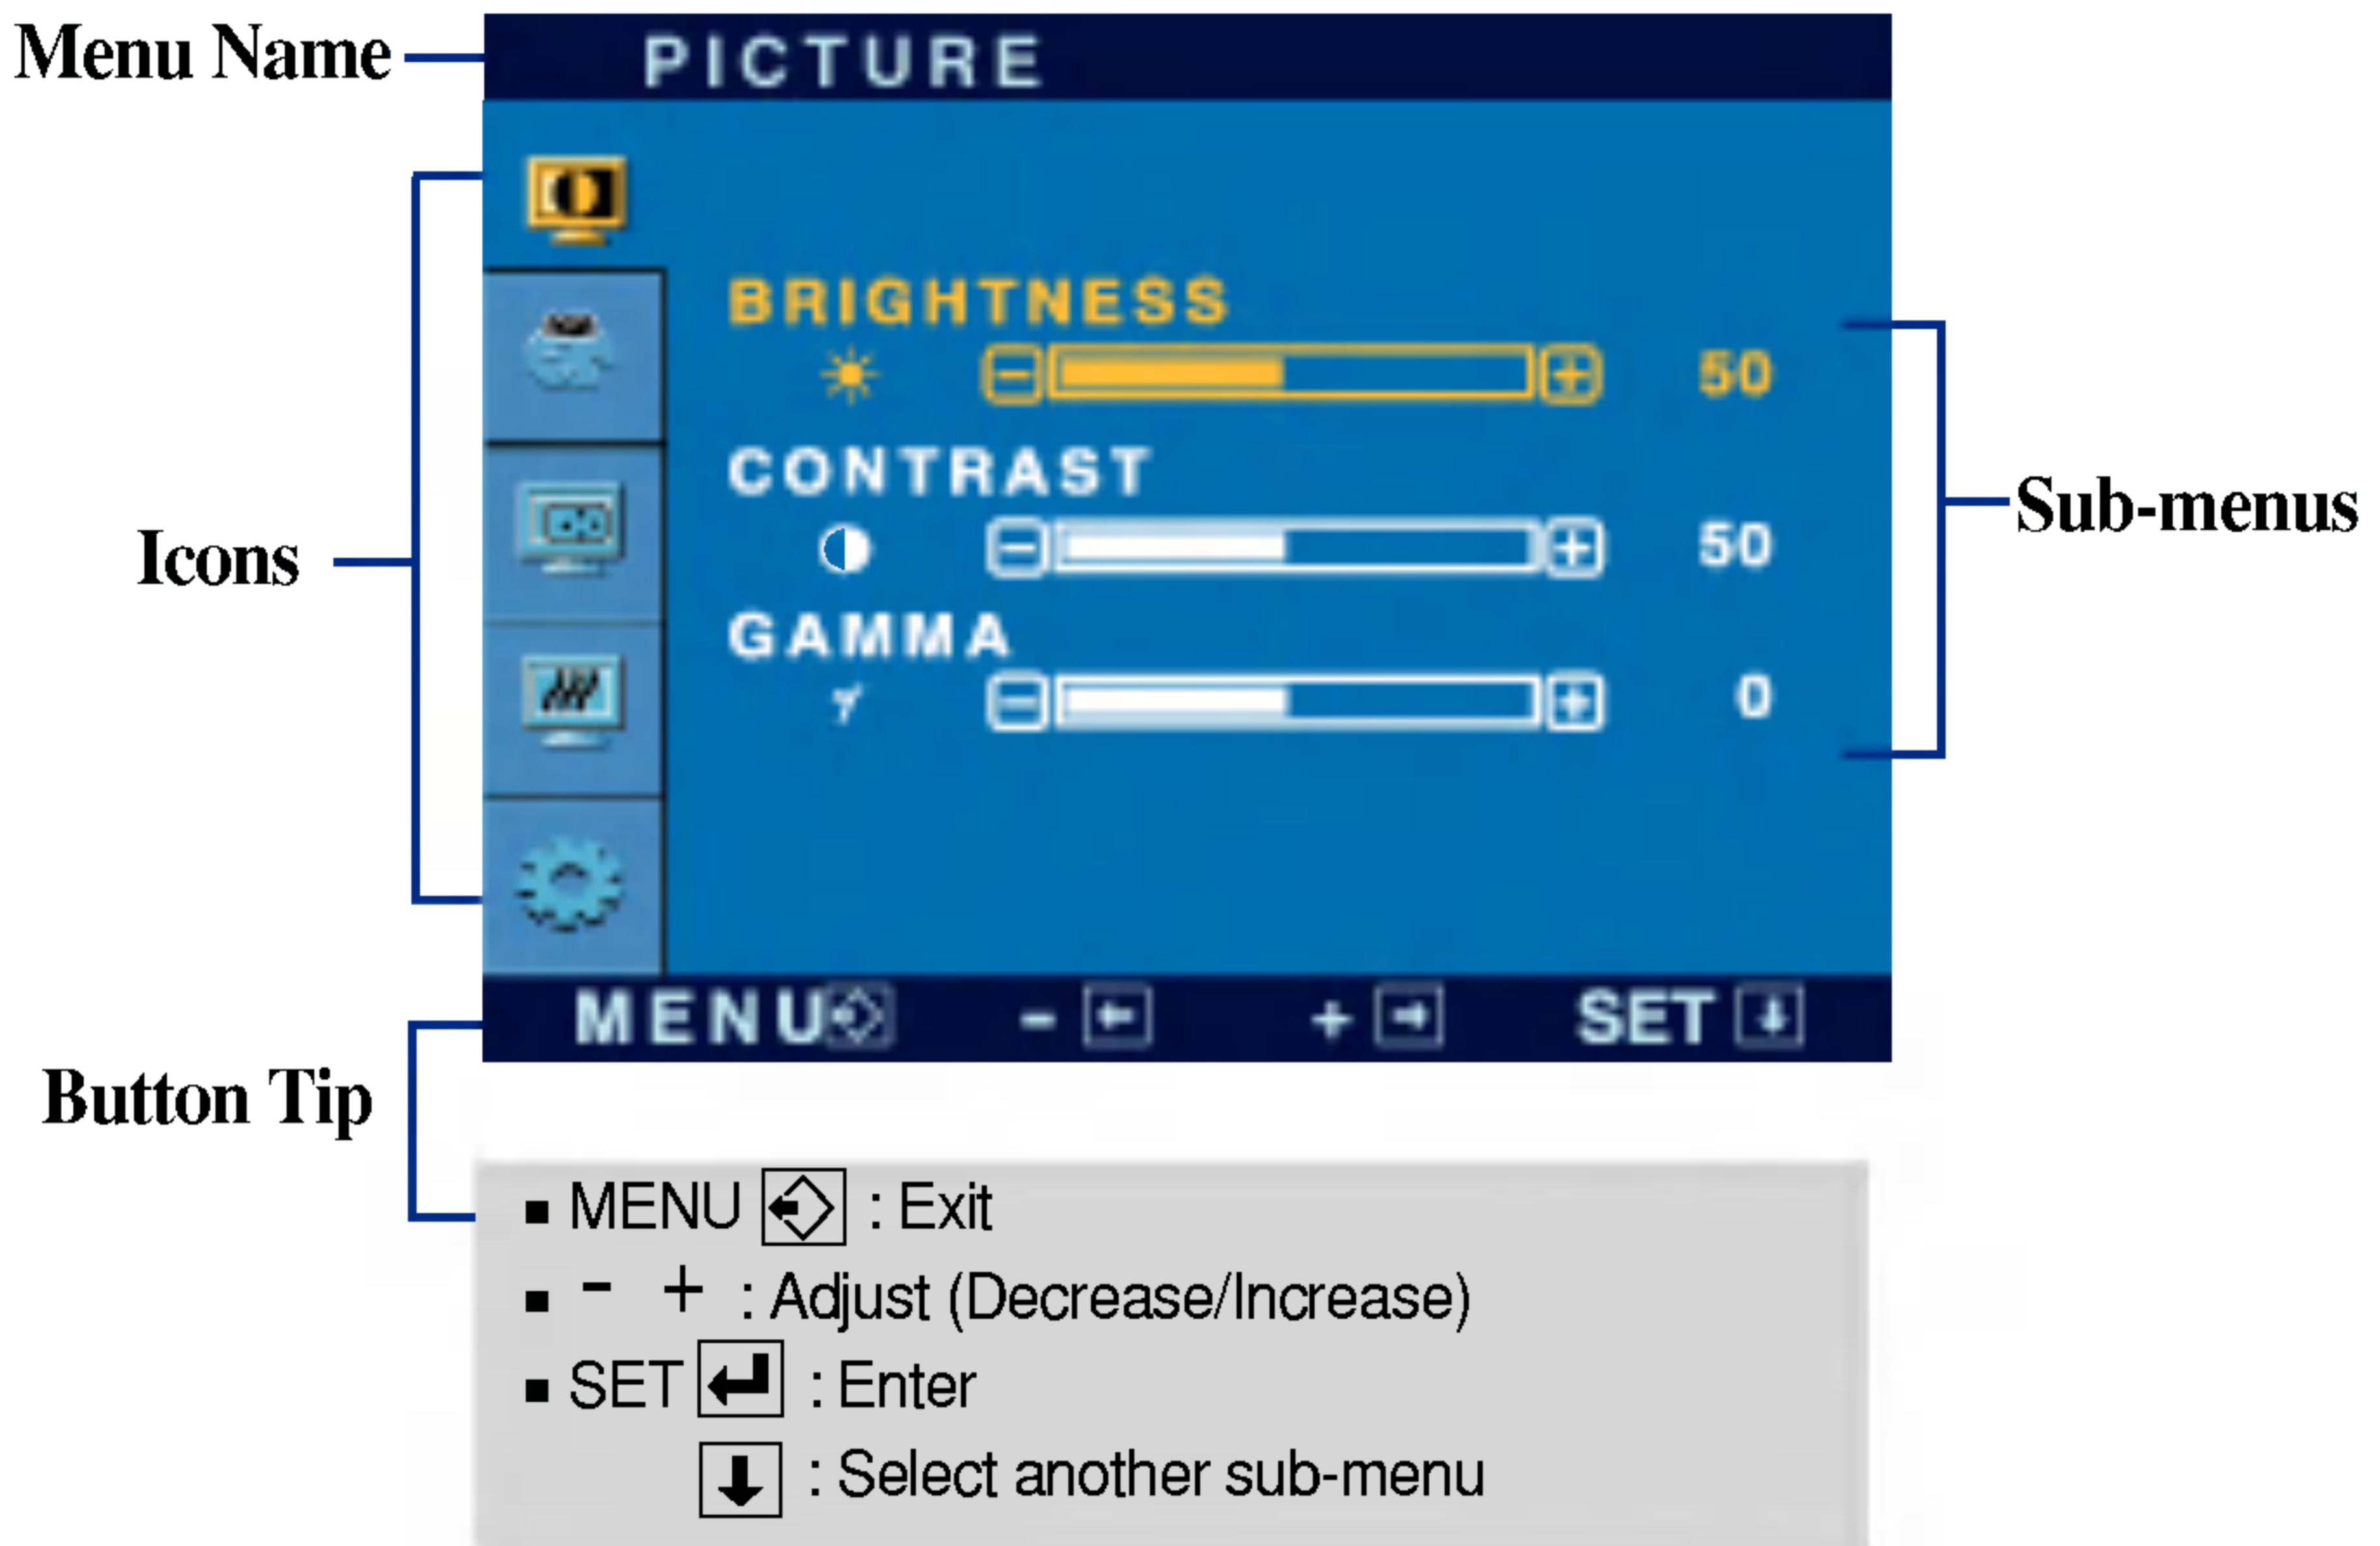 Menu Name
PICTURE
BRIGHTNESS
50
CONTRAST
50
Sub-menus
Icons
GAMMA
0
MENU - + SET
Button Tip
■ MENU : Exit
■ - + : Adjust (Decrease/Increase)
■ SET : Enter
: Select another sub-menu